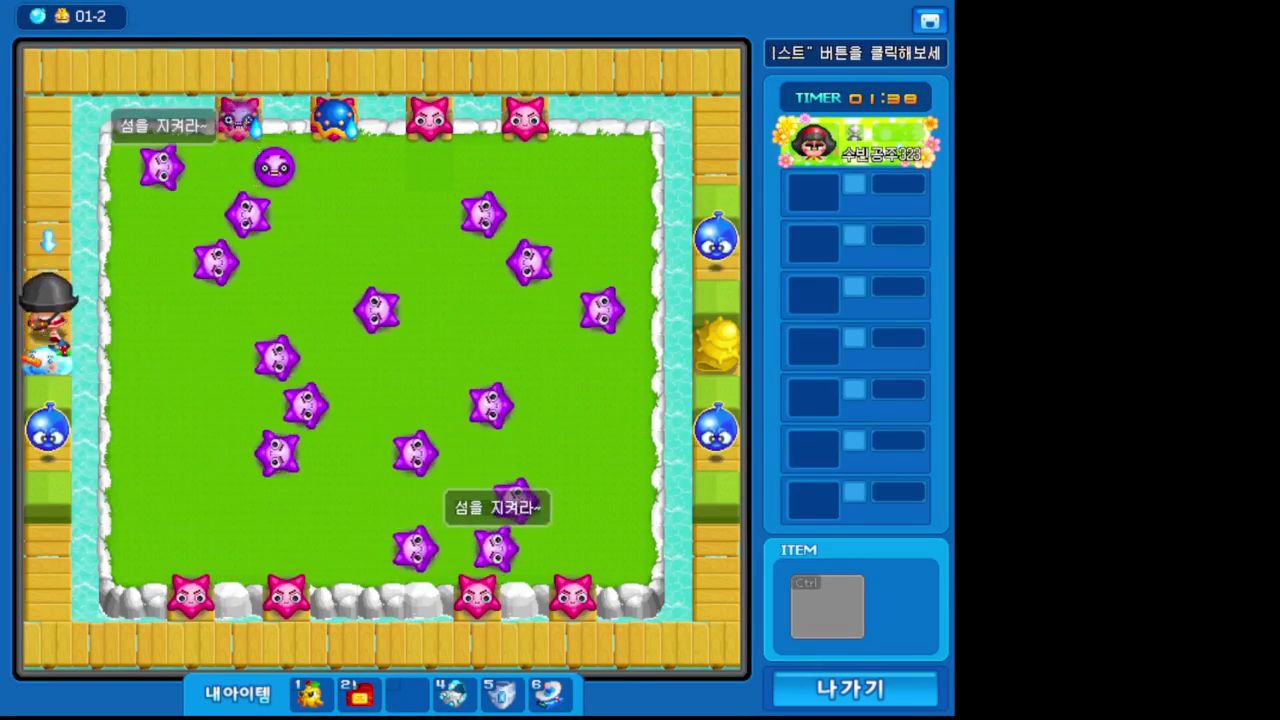 01-2
ㅣ스트" 버튼을 클릭해보세
TIMER 01:38
수빈공주323
섬을 지켜라~
섬을 지켜라~
ITEM
Ctrl
내아이템
1
2
4
5
6
나가기